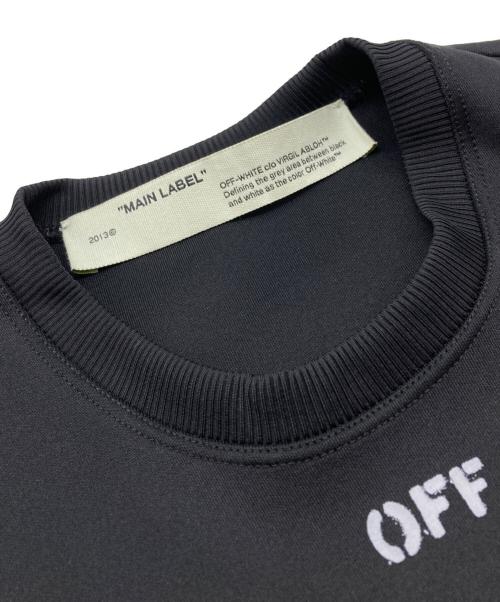 2013©
"MAIN LABEL"
OFF-WHITE c/o VIRGIL ABLOH™
Defining the grey area between black
and white as the color Off-White™
OFF